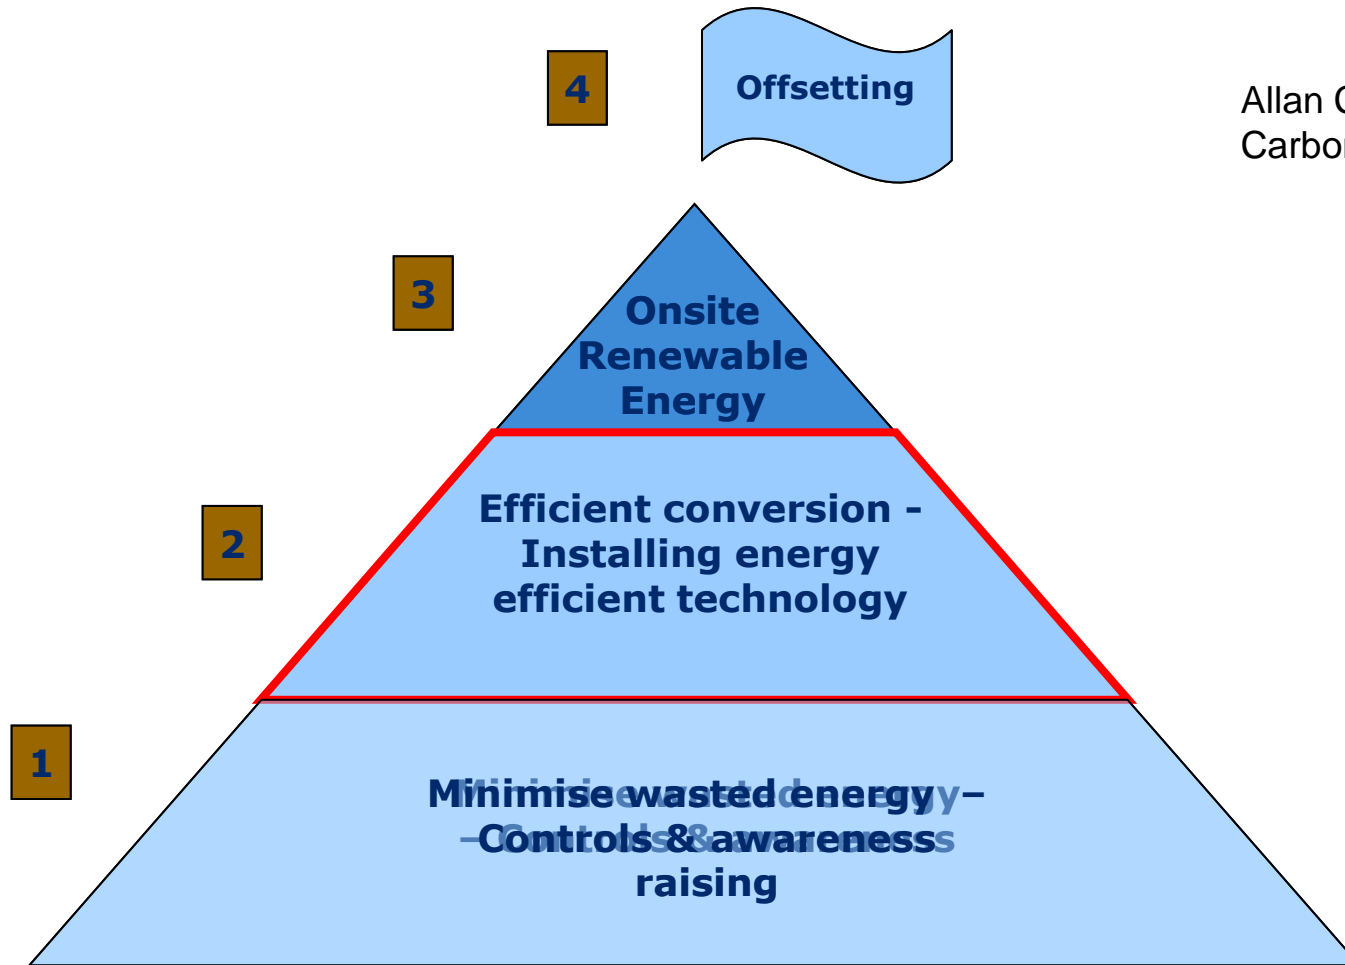 4
Offsetting
Allan
Carbon
3
Onsite
Renewable
Energy
2
Efficient conversion -
Installing energy
efficient technology
1
Minimise wasted energy –
Controls & awareness
raising